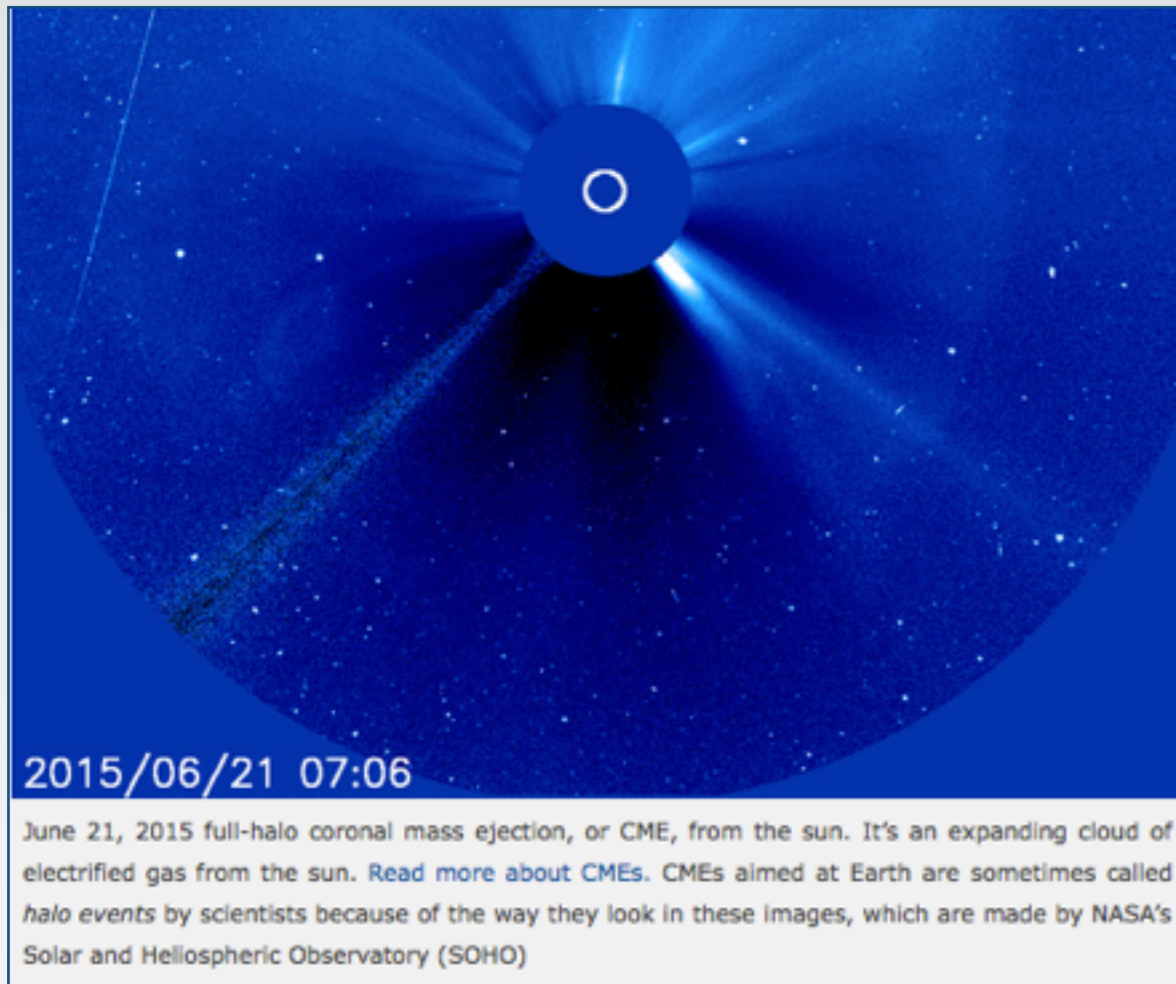 2015/06/21 07:06
June 21, 2015 full-halo coronal mass ejection, or CME, from the sun. It's an expanding cloud of
electrified gas from the sun. Read more about CMEs. CMEs aimed at Earth are sometimes called
halo events by scientists because of the way they look in these images, which are made by NASA's
Solar and Heliospheric Observatory (SOHO)